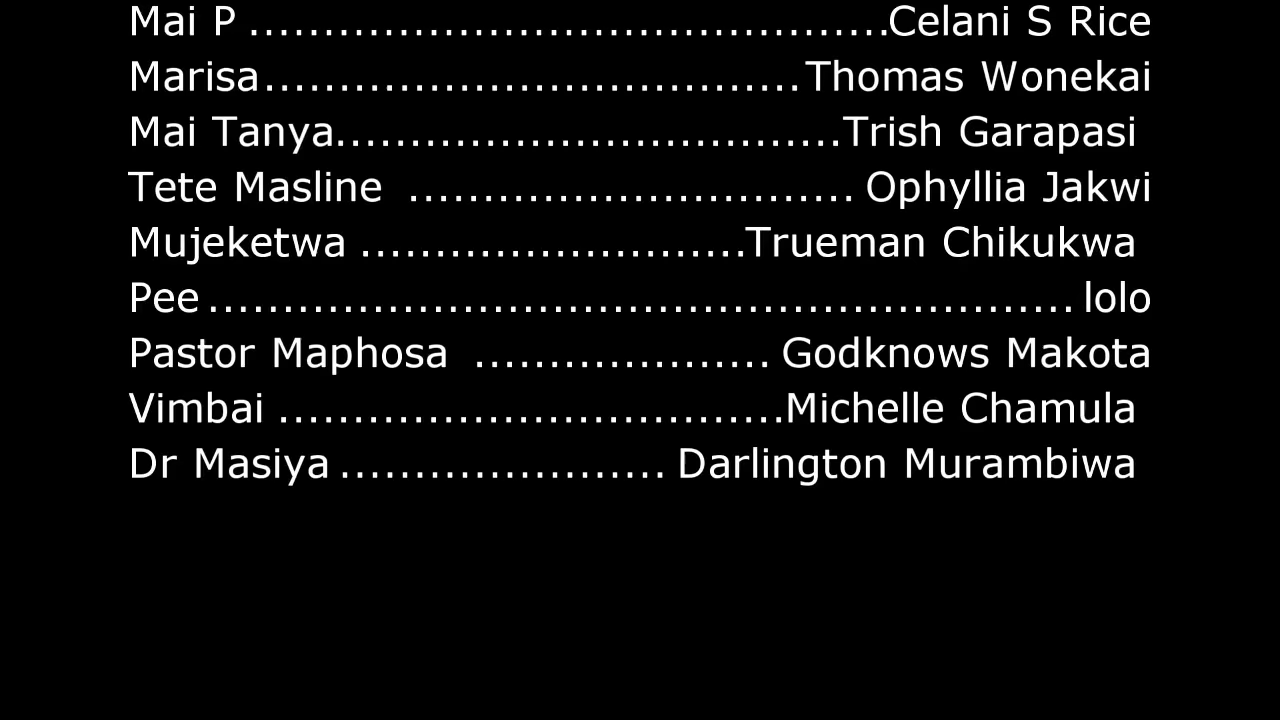 Mai P ...........................................Celani S Rice
Marisa....................................Thomas Wonekai
Mai Tanya..................................Trish Garapasi
Tete Masline .............................. Ophyllia Jakwi
Mujeketwa ..........................Trueman Chikukwa
Pee.......................................................... lolo
Pastor Maphosa .................... Godknows Makota
Vimbai ..................................Michelle Chamula
Dr Masiya ...................... Darlington Murambiwa